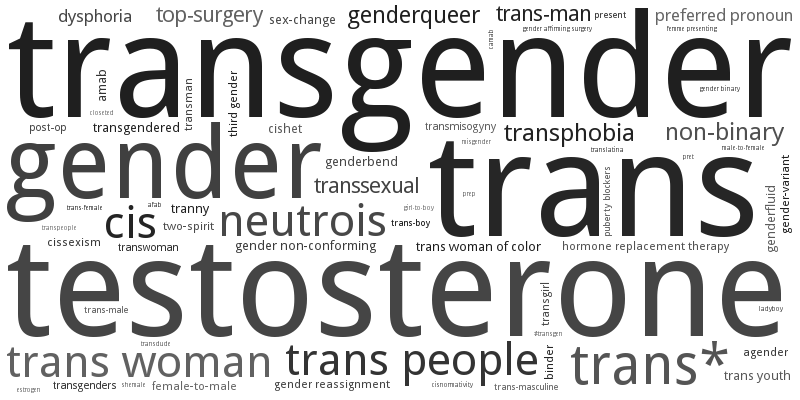 dysphoria
top-surgery
sex-change
genderqueer
trans-man
present
preferred pronoun
gender affirming surgery
femme presenting
transgender
camab
amab
closeted
transman
third gender
gender binary
post-op
transgendered
cishet
transmisogyny
transphobia
non-binary
misgender
translatina
male-to-female
gender
genderbend
trans
pret
transsexual
prep
puberty blockers
genderfluid
gender-variant
trans-female
afab
tranny
girl-to-boy
transpeople
cis
two-spirit
neutrois
trans-boy
cissexism
transwoman
gender non-conforming
trans woman of color
hormone replacement therapy
testosterone
trans-male
transgirl
ladyboy
#transgen
transdude
trans woman
trans people
binder
trans*
agender
trans youth
estrogen
transgenders
shemale
female-to-male
gender reassignment
cisnormativity
trans-masculine